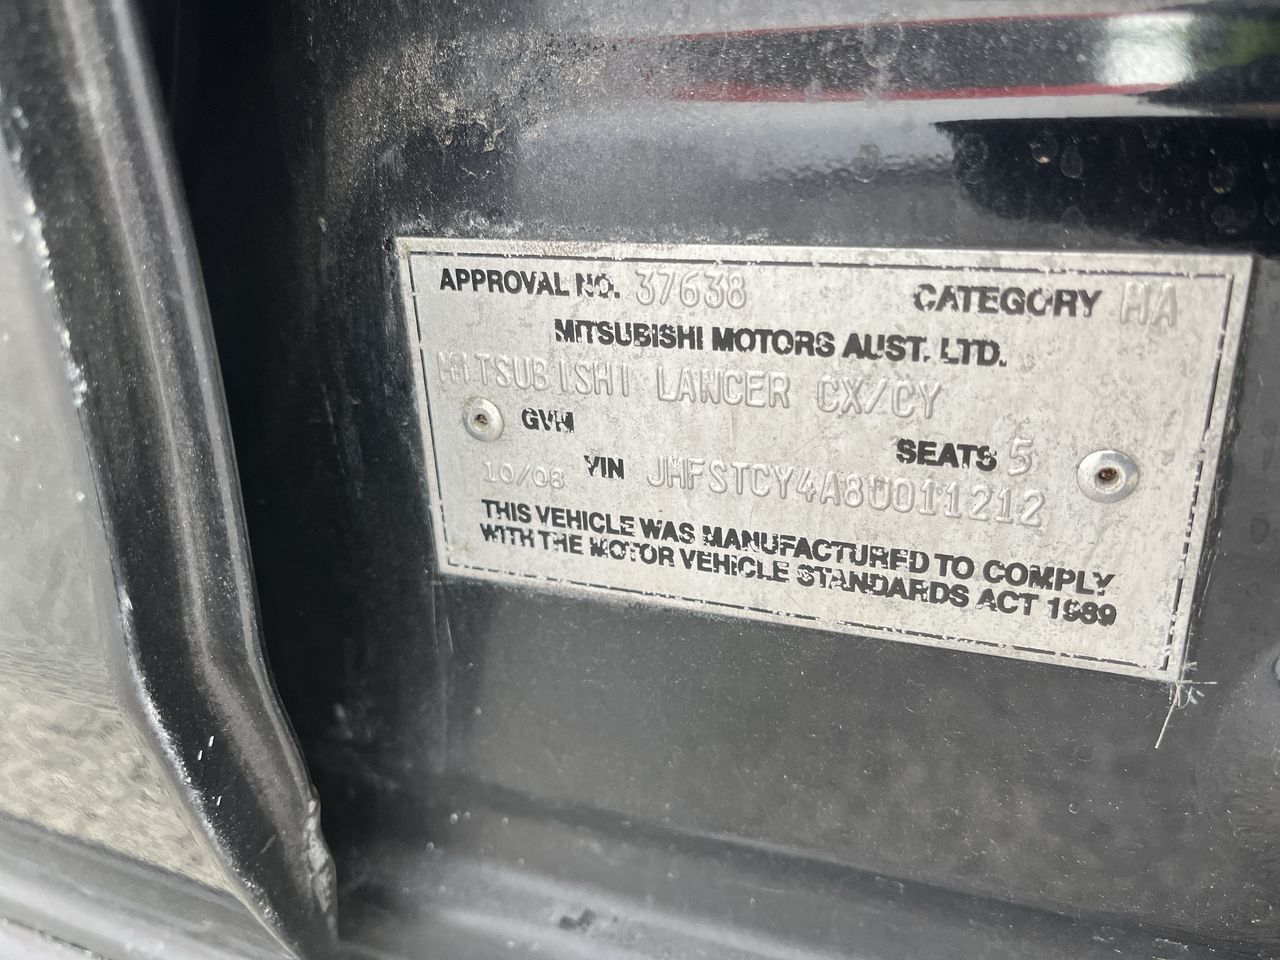 APPROVAL NO. 37638 CATEGORY MA
MITSUBISHI MOTORS AUST. LTD.
MITSUBISHI LANCER CX/CY
GVM
SEATS 5
10/08 VIN JHFSTCY4A8U011212
THIS VEHICLE WAS MANUFACTURED TO COMPLY
WITH THE MOTOR VEHICLE STANDARDS ACT 1989